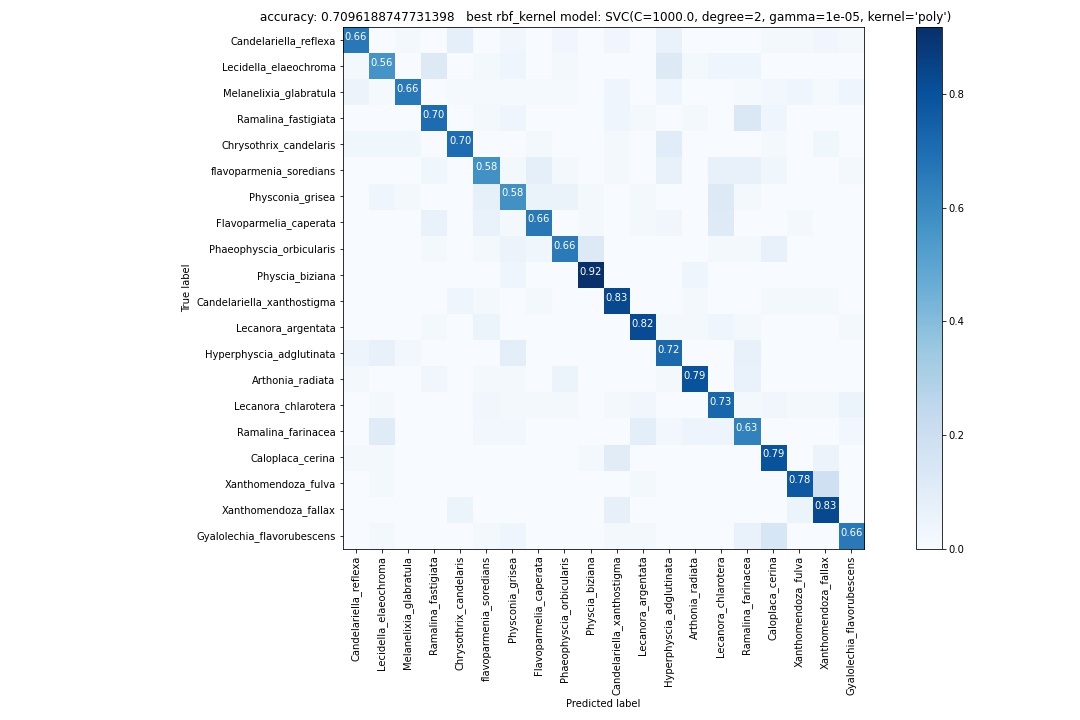 accuracy: 0.7096188747731398   best rbf_kernel model: SVC(C=1000.0, degree=2, gamma=1e-05, kernel='poly')
Candelariella_reflexa
Lecidella_elaeochroma
Melanelixia_glabratula
Ramalina_fastigiata
Chrysothrix_candelaris
flavoparmenia_soredians
Physconia_grisea
Flavoparmelia_caperata
Phaeophyscia_orbicularis
Physcia_biziana
Candelariella_xanthostigma
Lecanora_argentata
Hyperphyscia_adglutinata
Arthonia_radiata
Lecanora_chlarotera
Ramalina_farinacea
Caloplaca_cerina
Xanthomendoza_fulva
Xanthomendoza_fallax
Gyalolechia_flavorubescens
True label
0.66
0.56
0.66
0.70
0.70
0.58
0.58
0.66
0.66
0.92
0.83
0.82
0.72
0.79
0.73
0.63
0.79
0.78
0.83
0.66
Candelariella_reflexa
Lecidella_elaeochroma
Melanelixia_glabratula
Ramalina_fastigiata
Chrysothrix_candelaris
flavoparmenia_soredians
Physconia_grisea
Flavoparmelia_caperata
Phaeophyscia_orbicularis
Physcia_biziana
Candelariella_xanthostigma
Lecanora_argentata
Hyperphyscia_adglutinata
Arthonia_radiata
Lecanora_chlarotera
Ramalina_farinacea
Caloplaca_cerina
Xanthomendoza_fulva
Xanthomendoza_fallax
Gyalolechia_flavorubescens
Predicted label
0.8
0.6
0.4
0.2
0.0